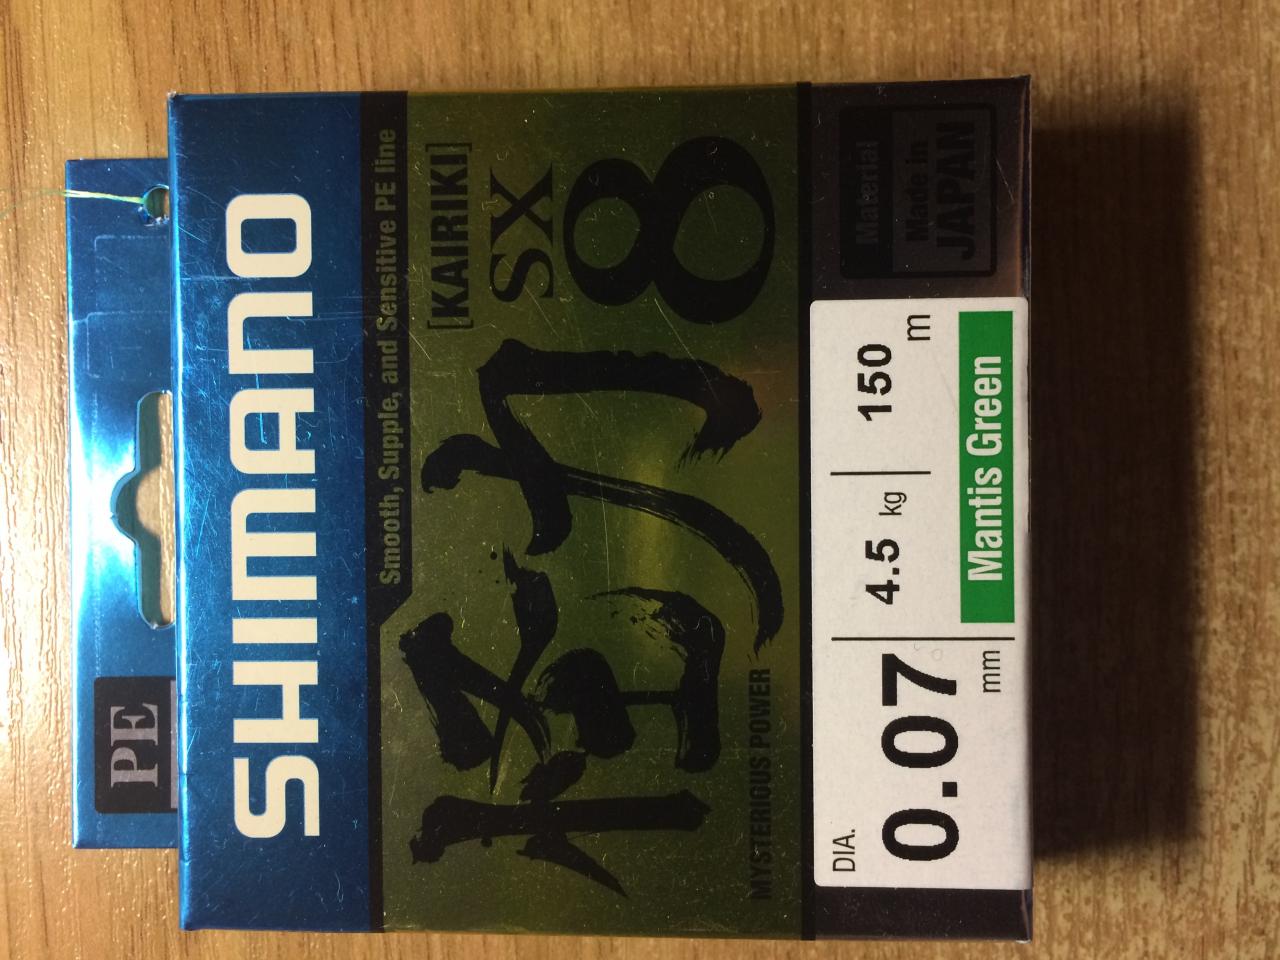 PE
SHIMANO
Smooth, Supple, and Sensitive PE line
怪力
[KAIRIKI]
SX
8
MYSTERIOUS POWER
Material
Made in
JAPAN
DIA.
0.07 mm
4.5 kg
150 m
Mantis Green